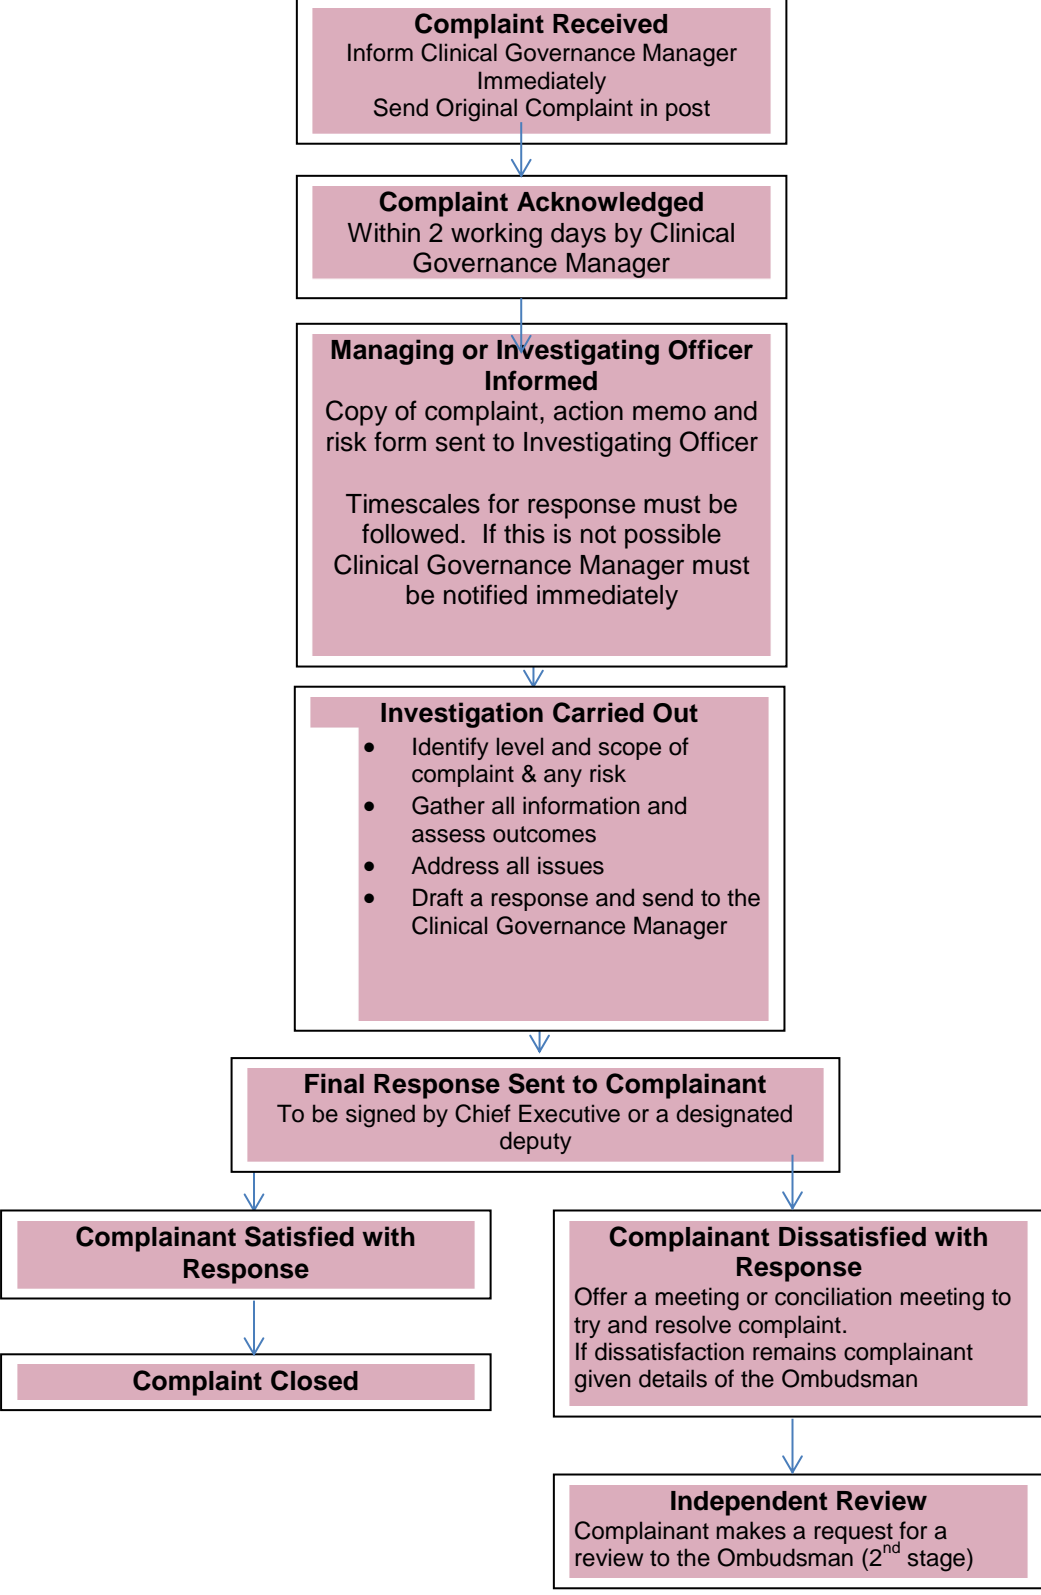 Complaint Received
Inform Clinical Governance Manager
Immediately
Send Original Complaint in post
Complaint Acknowledged
Within 2 working days by Clinical
Governance Manager
Managing or Investigating Officer
Informed
Copy of complaint, action memo and
risk form sent to Investigating Officer
Timescales for response must be
followed.  If this is not possible
Clinical Governance Manager must
be notified immediately
Investigation Carried Out
• Identify level and scope of
complaint & any risk
• Gather all information and
assess outcomes
• Address all issues
• Draft a response and send to the
Clinical Governance Manager
Final Response Sent to Complainant
To be signed by Chief Executive or a designated
deputy
Complainant Satisfied with
Response
Complaint Closed
Complainant Dissatisfied with
Response
Offer a meeting or conciliation meeting to
try and resolve complaint.
If dissatisfaction remains complainant
given details of the Ombudsman
Independent Review
Complainant makes a request for a
review to the Ombudsman (2nd stage)